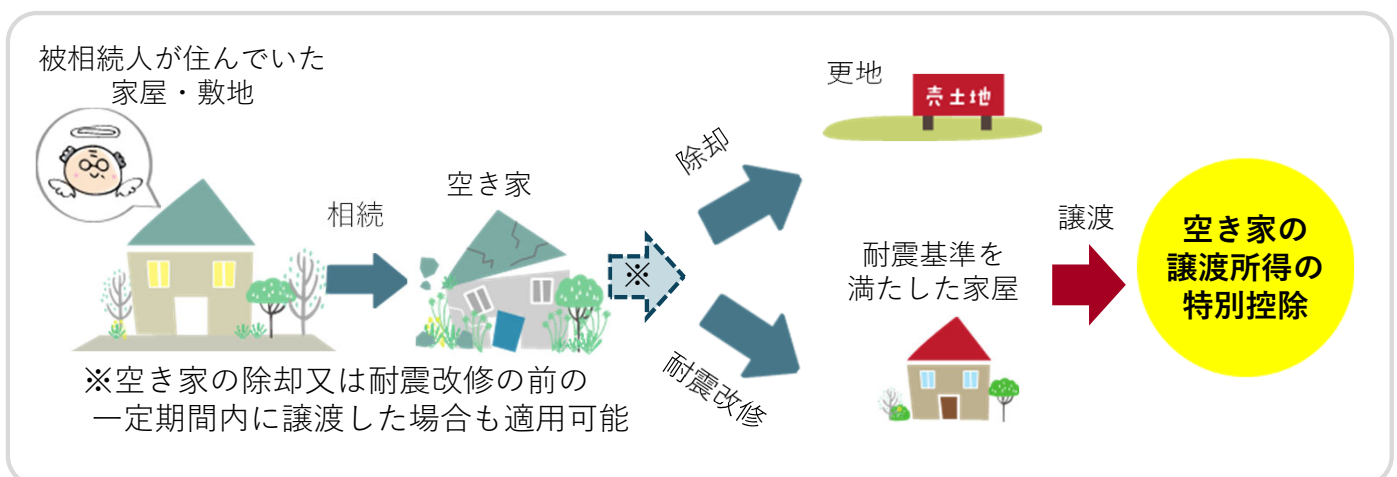 被相続人が住んでいた
家屋・敷地
相続
空き家
※
除却
更地
売土地
耐震改修
耐震基準を
満たした家屋
譲渡
空き家の
譲渡所得の
特別控除
※空き家の除却又は耐震改修の前の
一定期間内に譲渡した場合も適用可能